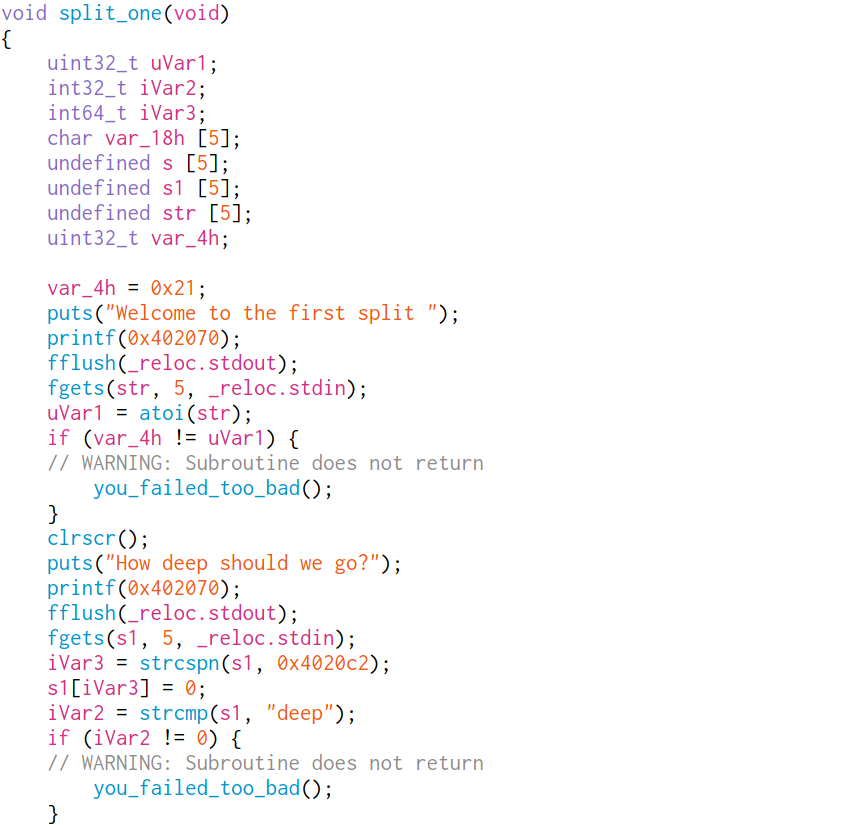 void split_one(void)
{
    uint32_t uVar1;
    int32_t iVar2;
    int64_t iVar3;
    char var_18h [5];
    undefined s [5];
    undefined s1 [5];
    undefined str [5];
    uint32_t var_4h;

    var_4h = 0x21;
    puts("Welcome to the first split ");
    printf(0x402070);
    fflush(_reloc.stdout);
    fgets(str, 5, _reloc.stdin);
    uVar1 = atoi(str);
    if (var_4h != uVar1) {
    // WARNING: Subroutine does not return
        you_failed_too_bad();
    }
    clrscr();
    puts("How deep should we go?");
    printf(0x402070);
    fflush(_reloc.stdout);
    fgets(s1, 5, _reloc.stdin);
    iVar3 = strcspn(s1, 0x4020c2);
    s1[iVar3] = 0;
    iVar2 = strcmp(s1, "deep");
    if (iVar2 != 0) {
    // WARNING: Subroutine does not return
        you_failed_too_bad();
    }